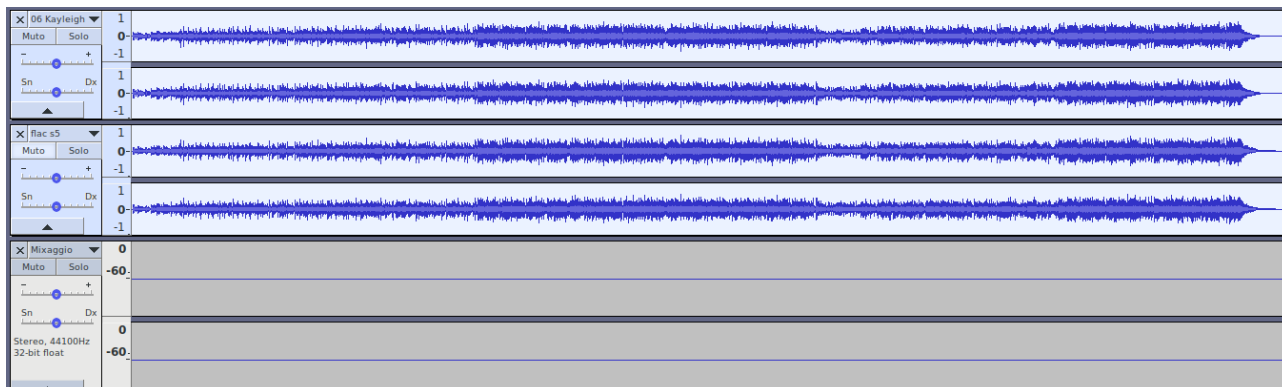 06 Kayleigh
Muto Solo
- +
Sn Dx
1
0-
-1
1
0-
-1
flac s5
Muto Solo
- +
Sn Dx
1
0-
-1
1
0-
-1
Mixaggio
Muto Solo
- +
Sn Dx
Stereo, 44100Hz
32-bit float
0
-60
0
-60